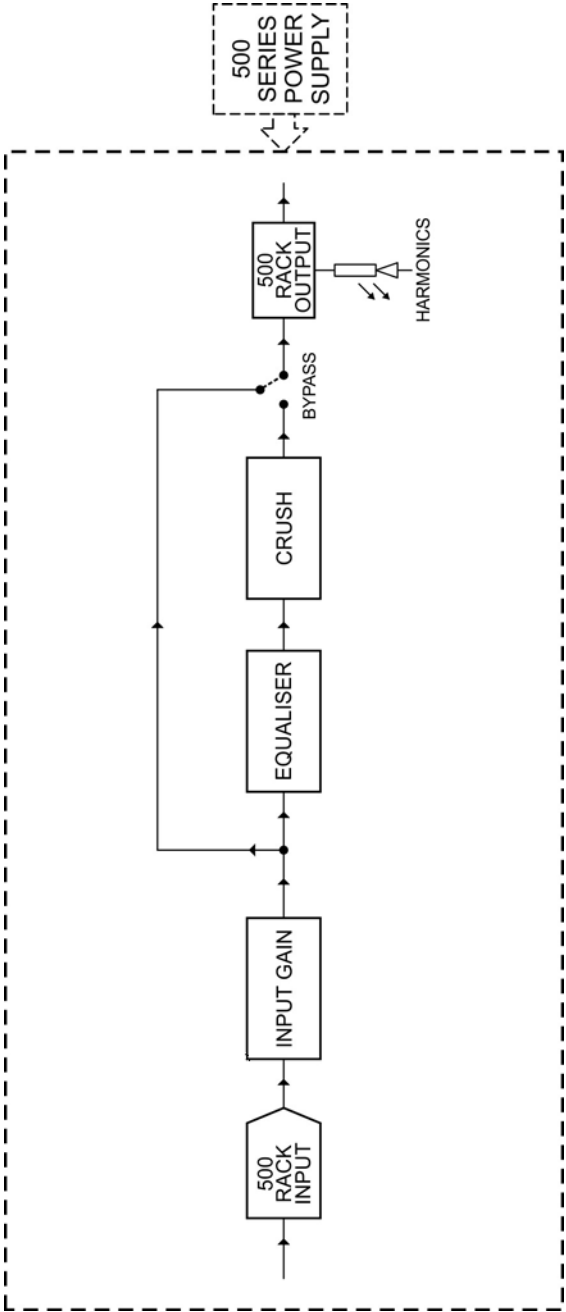 500
RACK
INPUT
INPUT GAIN
EQUALISER
CRUSH
BYPASS
500
RACK
OUTPUT
HARMONICS
500
SERIES
POWER
SUPPLY